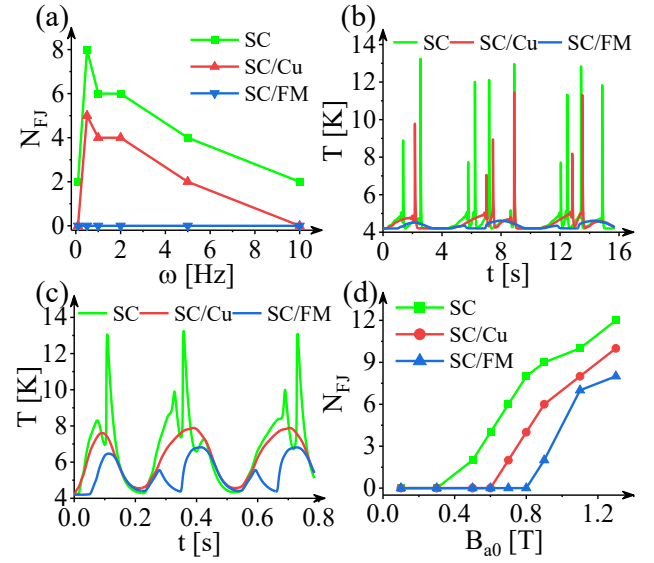 (a)
SC
SC/Cu
SC/FM
N_FJ
8
6
4
2
0
0 2 4 6 8 10
ω [Hz]
(b)
SC SC/Cu SC/FM
T [K]
14
12
10
8
6
4
0 4 8 12 16
t [s]
(c)
SC SC/Cu SC/FM
T [K]
14
12
10
8
6
4
0.0 0.2 0.4 0.6 0.8
t [s]
(d)
SC
SC/Cu
SC/FM
N_FJ
12
9
6
3
0
0.0 0.4 0.8 1.2
B_a0 [T]